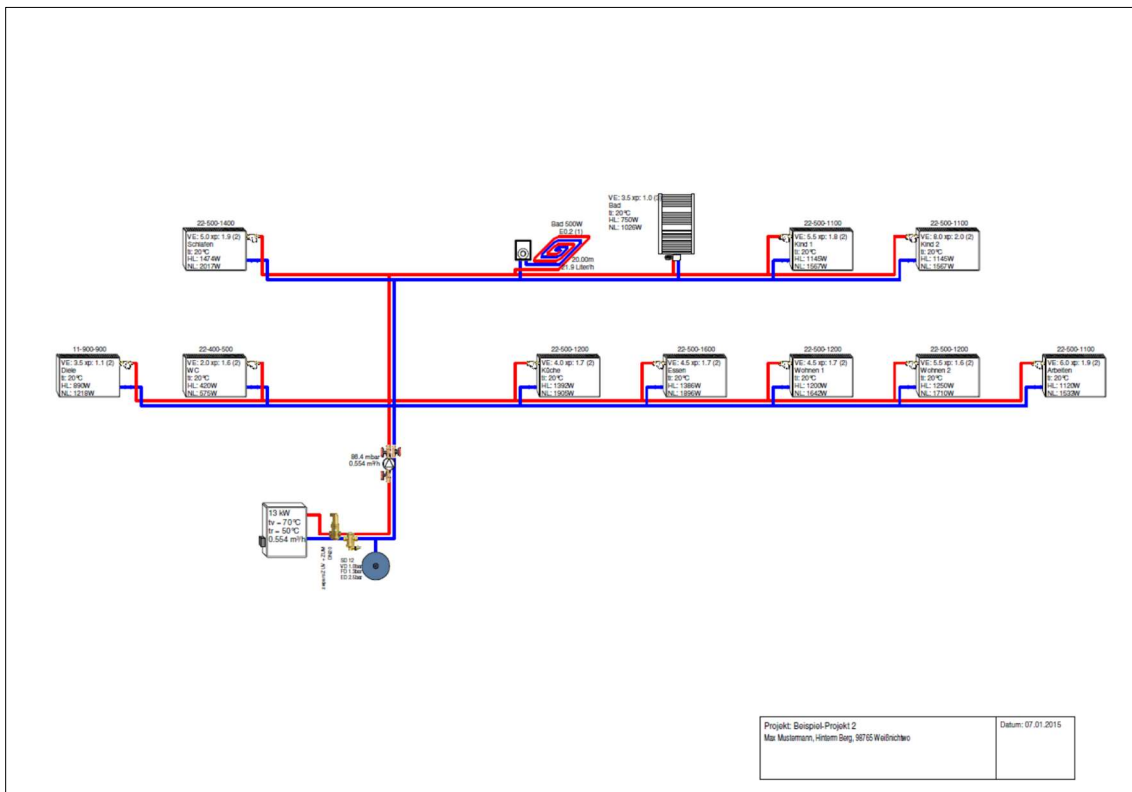 22-500-1400
VE: 5.0 xp: 1.9 (2)
Schlafen
ti: 20°C
HL: 1474W
NL: 2017W
Bad 500W
E0.2 (1)
20.00m
21.9 Liter/h
VE: 3.5 xp: 1.0 (2)
Bad
ti: 20°C
HL: 750W
NL: 1026W
22-500-1100
VE: 5.5 xp: 1.8 (2)
Kind 1
ti: 20°C
HL: 1145W
NL: 1567W
22-500-1100
VE: 6.0 xp: 2.0 (2)
Kind 2
ti: 20°C
HL: 1145W
NL: 1567W
11-900-900
VE: 3.5 xp: 1.1 (2)
Diele
ti: 20°C
HL: 890W
NL: 1218W
22-400-500
VE: 2.0 xp: 1.6 (2)
WC
ti: 20°C
HL: 420W
NL: 575W
22-500-1200
VE: 4.0 xp: 1.7 (2)
Küche
ti: 20°C
HL: 1392W
NL: 1905W
22-500-1600
VE: 4.5 xp: 1.7 (2)
Essen
ti: 20°C
HL: 1386W
NL: 1896W
22-500-1200
VE: 4.5 xp: 1.7 (2)
Wohnen 1
ti: 20°C
HL: 1200W
NL: 1642W
22-500-1200
VE: 5.5 xp: 1.6 (2)
Wohnen 2
ti: 20°C
HL: 1250W
NL: 1710W
22-500-1100
VE: 6.0 xp: 1.9 (2)
Arbeiten
ti: 20°C
HL: 1120W
NL: 1533W
86.4 mbar
0.554 m³/h
13 kW
tv = 70°C
tr = 50°C
0.554 m³/h
SD 12
VD 1.0bar
FD 1.3bar
Projekt: Beispiel-Projekt 2
Max Mustermann, Hinterm Berg, 98765 Weißnichtwo
Datum: 07.01.2015